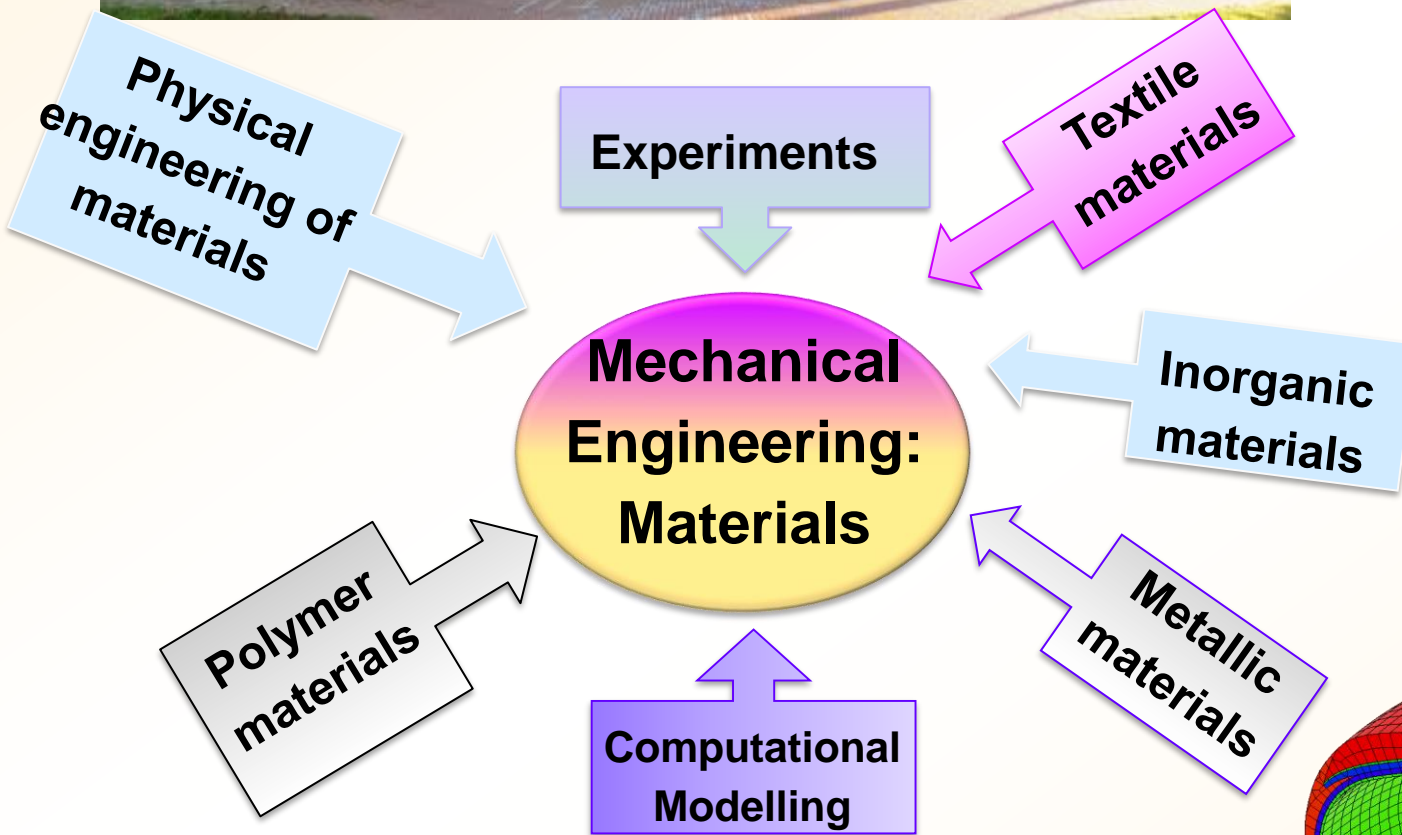 Physical
engineering of
materials
Experiments
Textile
materials
Mechanical
Engineering:
Materials
Inorganic
materials
Polymer
materials
Computational
Modelling
Metallic
materials